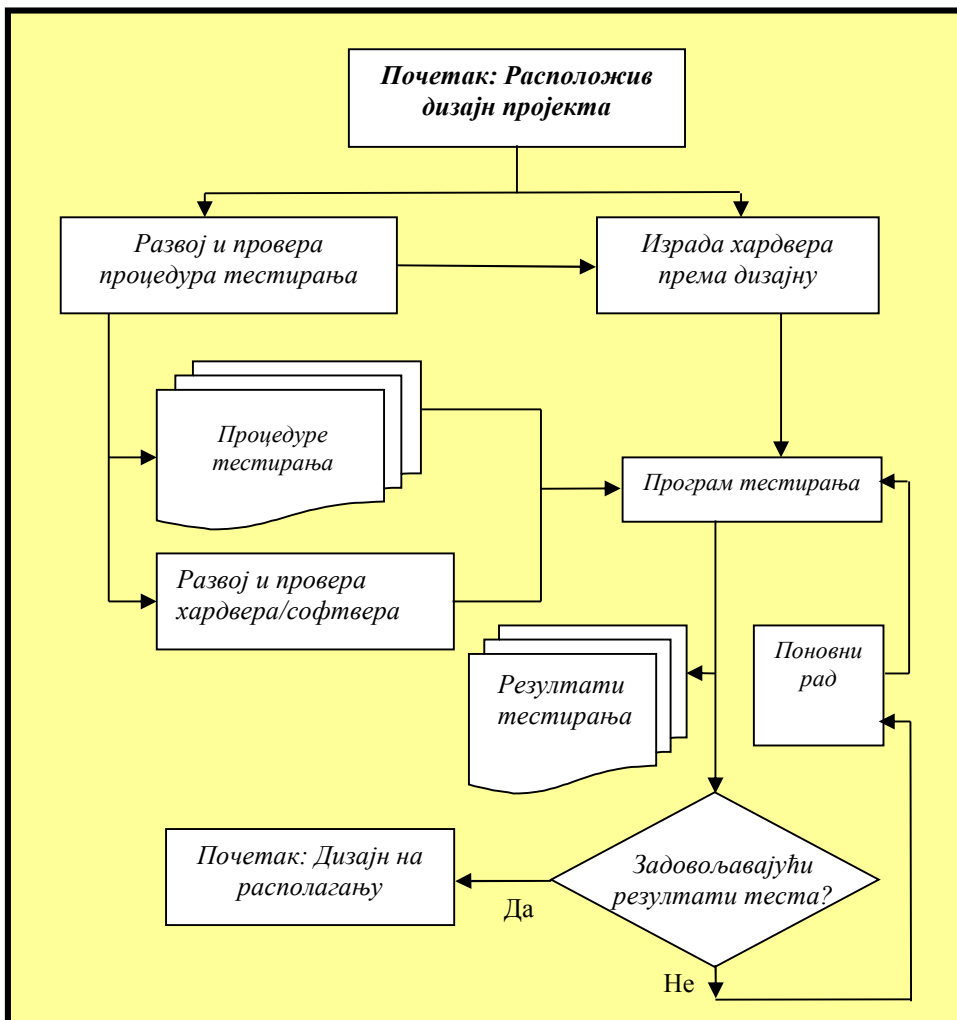 Почетак: Расположив
дизајн пројекта
Развој и провера
процедура тестирања
Израда хардвера
према дизајну
Процедуре
тестирања
Програм тестирања
Развој и провера
хардвера/софтвера
Резултати
тестирања
Поновни
рад
Задовољавајући
резултати теста?
Почетак: Дизајн на
располагању
Да
Не